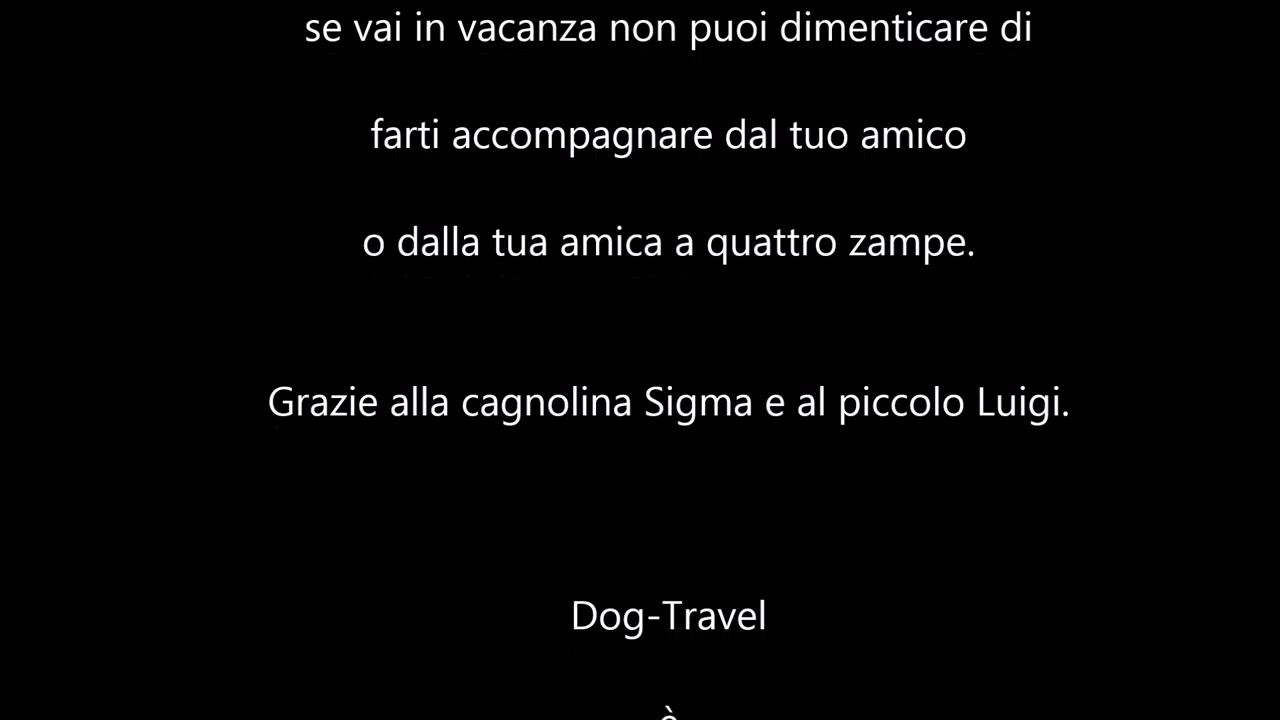 se vai in vacanza non puoi dimenticare di
farti accompagnare dal tuo amico
o dalla tua amica a quattro zampe.
Grazie alla cagnolina Sigma e al piccolo Luigi.
Dog-Travel
è